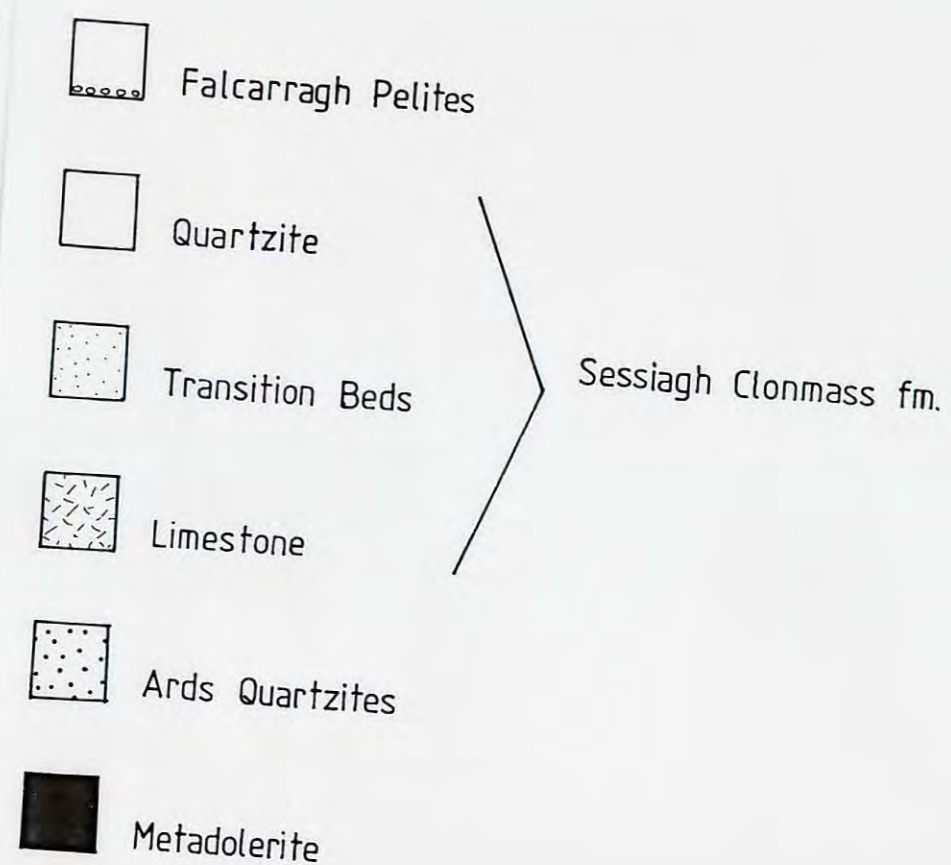 Falcarragh Pelites
Quartzite
Transition Beds
Sessiagh Clonmass fm.
Limestone
Ards Quartzites
Metadolerite